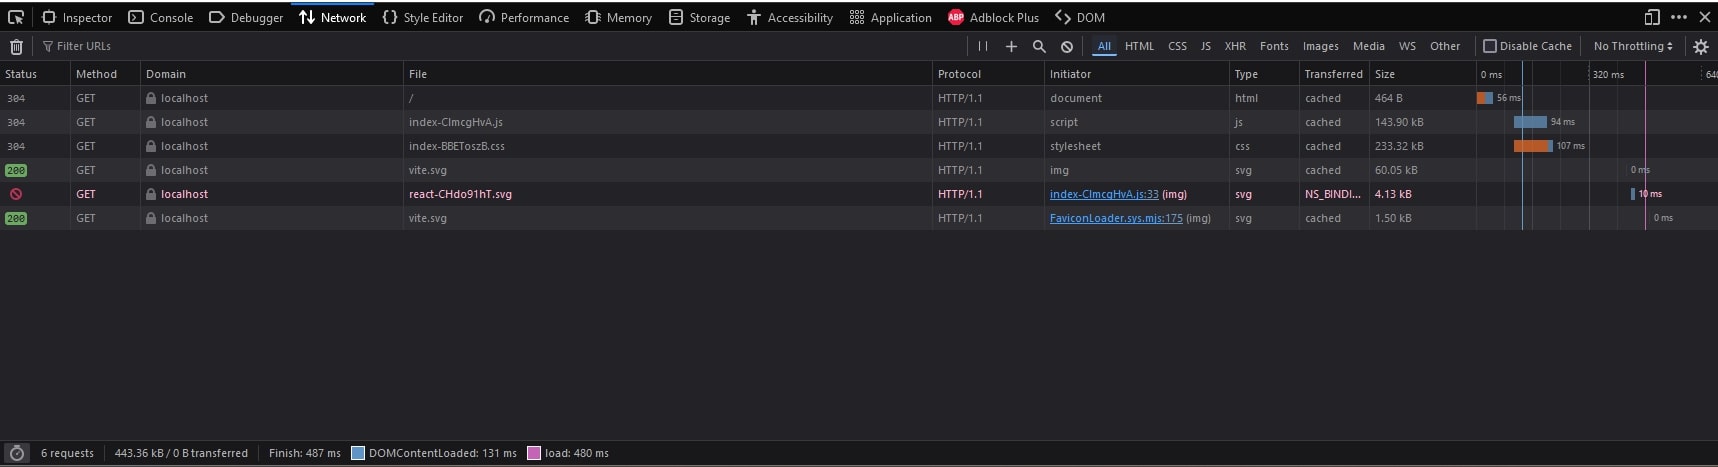 Inspector Console Debugger Network Style Editor Performance Memory Storage Accessibility Application ABP Adblock Plus DOM
Filter URLs All HTML CSS JS XHR Fonts Images Media WS Other Disable Cache No Throttling
Status Method Domain File Protocol Initiator Type Transferred Size 0 ms 320 ms 640
304 GET localhost / HTTP/1.1 document html cached 464 B 56 ms
304 GET localhost index-ClmcgHvA.js HTTP/1.1 script js cached 143.90 kB 94 ms
304 GET localhost index-BBEToszB.css HTTP/1.1 stylesheet css cached 233.32 kB 107 ms
200 GET localhost vite.svg HTTP/1.1 img svg cached 60.05 kB 0 ms
GET localhost react-CHdo91hT.svg HTTP/1.1 index-ClmcgHvA.js:33 (img) svg NS_BINDI... 4.13 kB 10 ms
200 GET localhost vite.svg HTTP/1.1 FaviconLoader.sys.mjs:175 (img) svg cached 1.50 kB 0 ms
6 requests 443.36 kB / 0 B transferred Finish: 487 ms DOMContentLoaded: 131 ms load: 480 ms